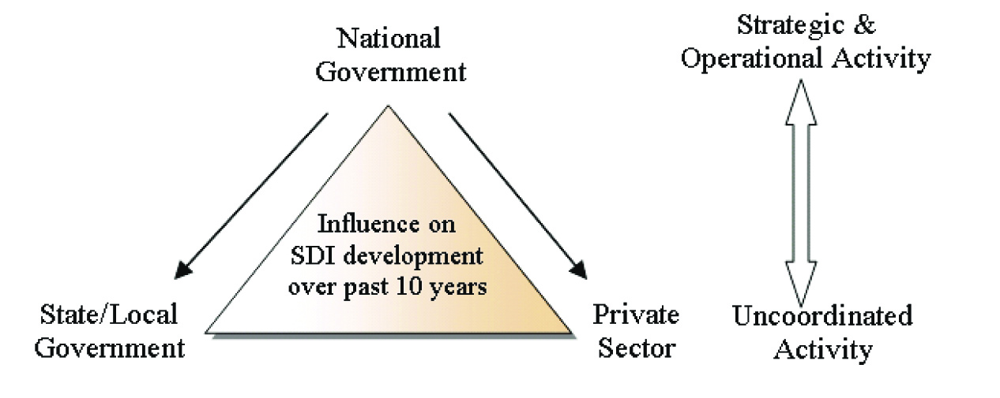 National
Government
Strategic &
Operational Activity
Influence on
SDI development
over past 10 years
State/Local
Government
Private
Sector
Uncoordinated
Activity